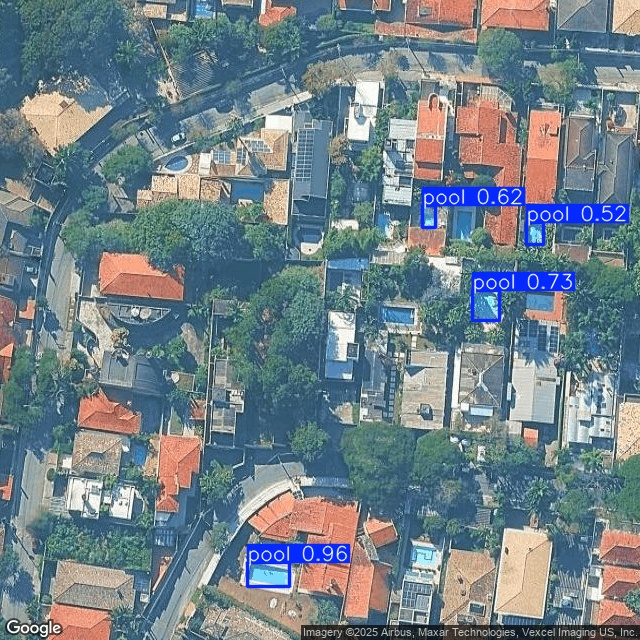 pool 0.62
pool 0.52
pool 0.73
pool 0.96
Google
Imagery ©2025 Airbus, Maxar Technologies, Vexcel Imaging US, Inc.